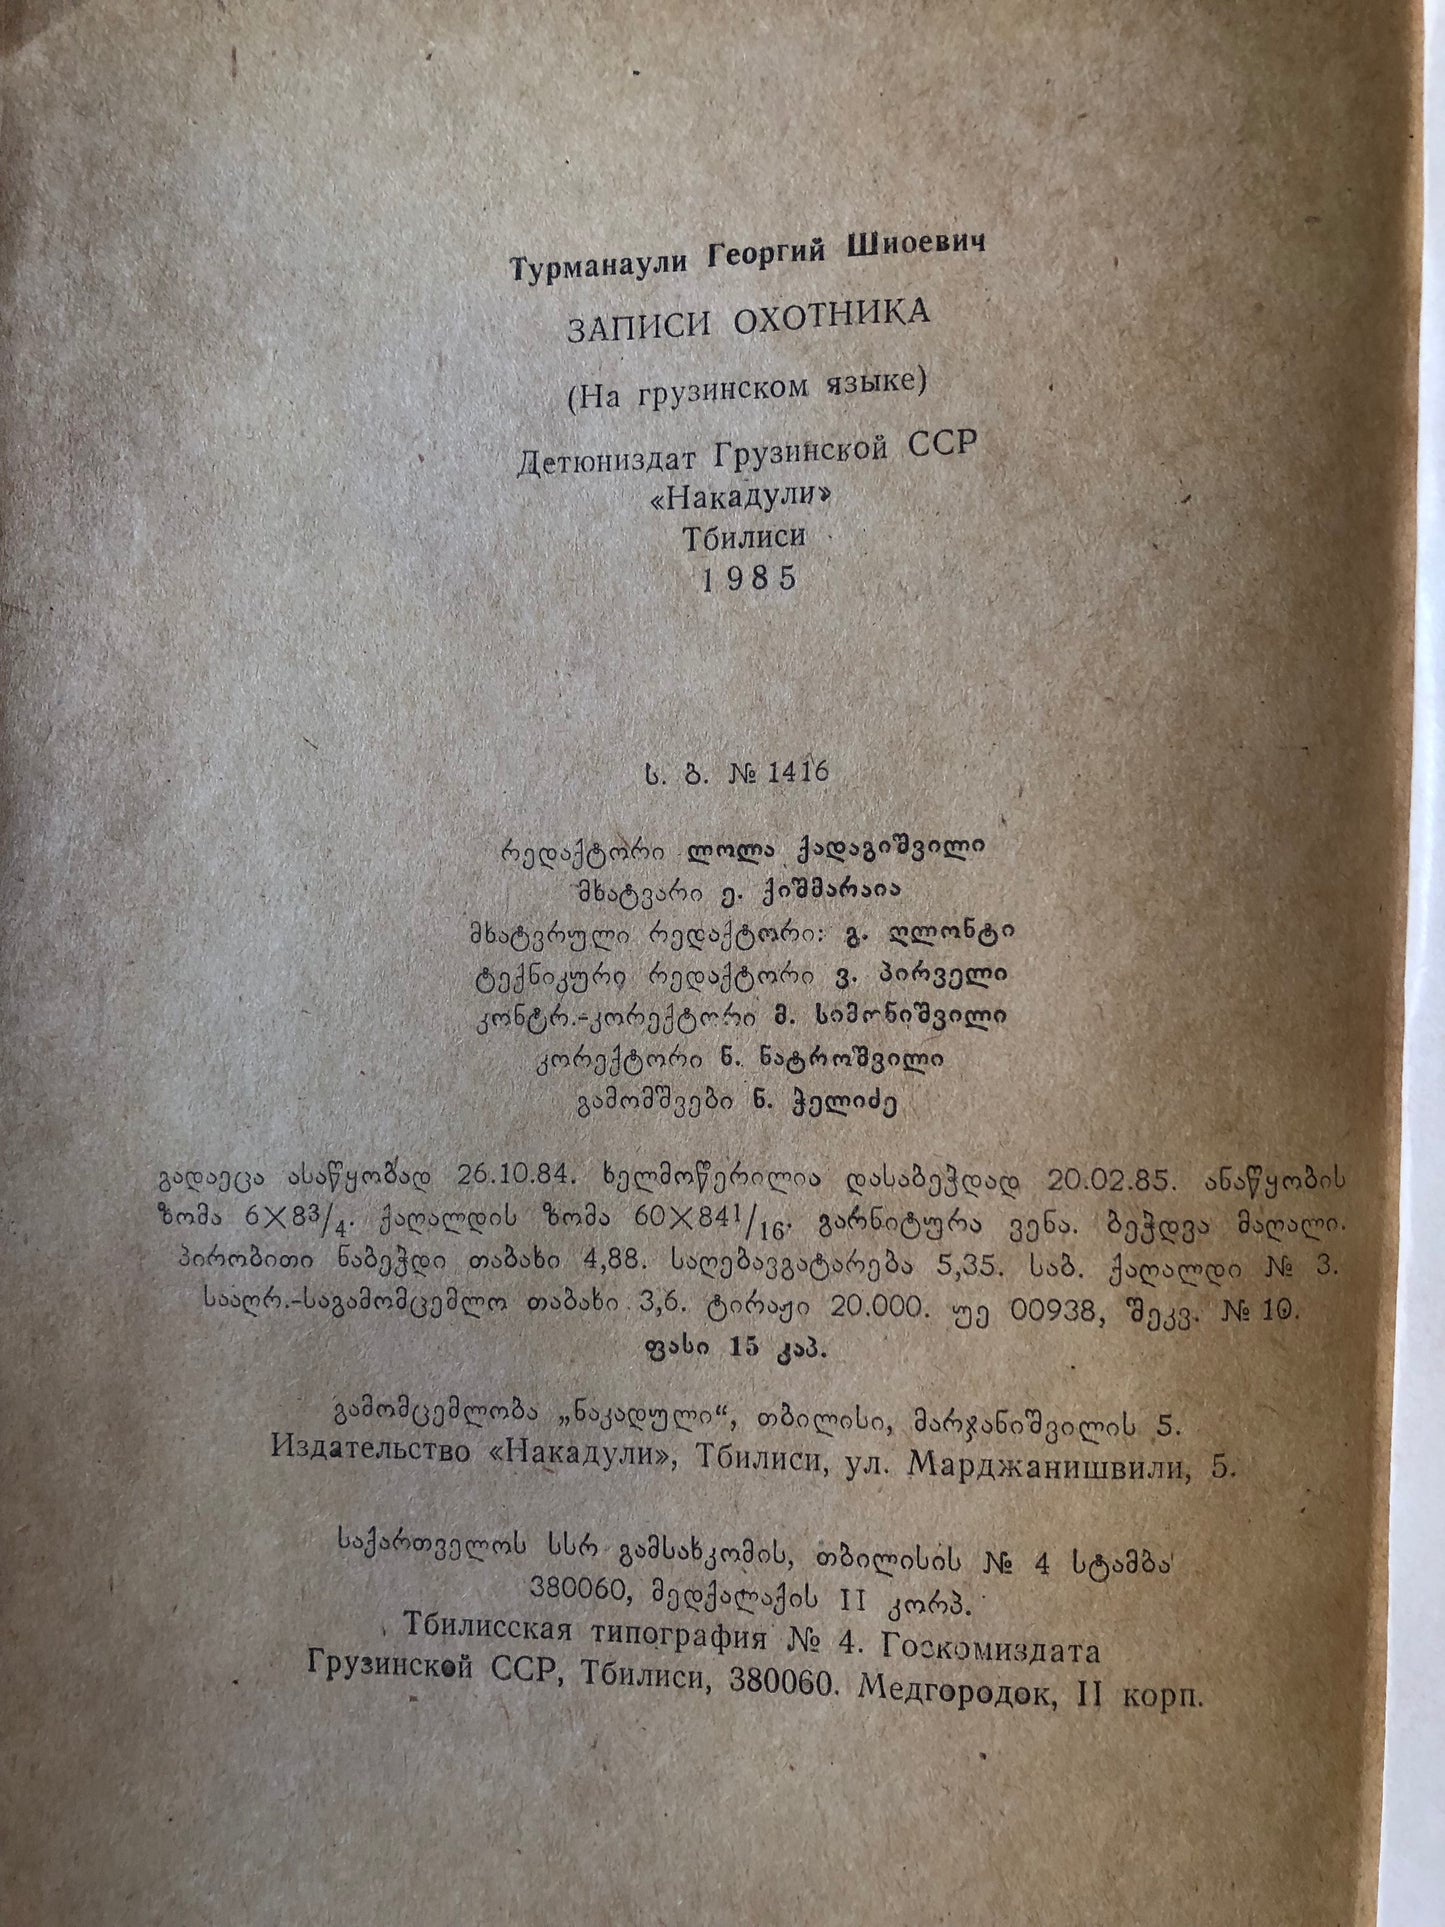 Турманаули Георгий Шиоевич
ЗАПИСИ ОХОТНИКА
(На грузинском языке)
Детюниздат Грузинской ССР
«Накадули»
Тбилиси
1985
ს. ბ. № 1416
რედაქტორი ლოლა ქადაგიშვილი
მხატვარი ე. ქიშმარაია
მხატვრული რედაქტორი: გ. ღლონტი
ტექნიკური რედაქტორი ვ. პირველი
კონტრ.-კორექტორი მ. სიმონიშვილი
კორექტორი ნ. ნატროშვილი
გამომშვები ნ. ჭელიძე
გადაეცა ასაწყობად 26.10.84. ხელმოწერილია დასაბეჭდად 20.02.85. ანაწყობის
ზომა 6×8³/₄. ქაღალდის ზომა 60×84¹/₁₆. გარნიტურა ვენა. ბეჭდვა მაღალი.
პირობითი ნაბეჭდი თაბახი 4,88. საღებავგატარება 5,35. საბ. ქაღალდი № 3.
სააღრ.-საგამომცემლო თაბახი 3,6. ტირაჟი 20.000. უე 00938, შეკვ. № 10.
ფასი 15 კაპ.
გამომცემლობა „ნაკადული“, თბილისი, მარჯანიშვილის 5.
Издательство «Накадули», Тбилиси, ул. Марджанишвили, 5.
საქართველოს სსრ გამსახკომის, თბილისის № 4 სტამბა
380060, მედქალაქის II კორპ.
Тбилисская типография № 4. Госкомиздата
Грузинской ССР, Тбилиси, 380060. Медгородок, II корп.